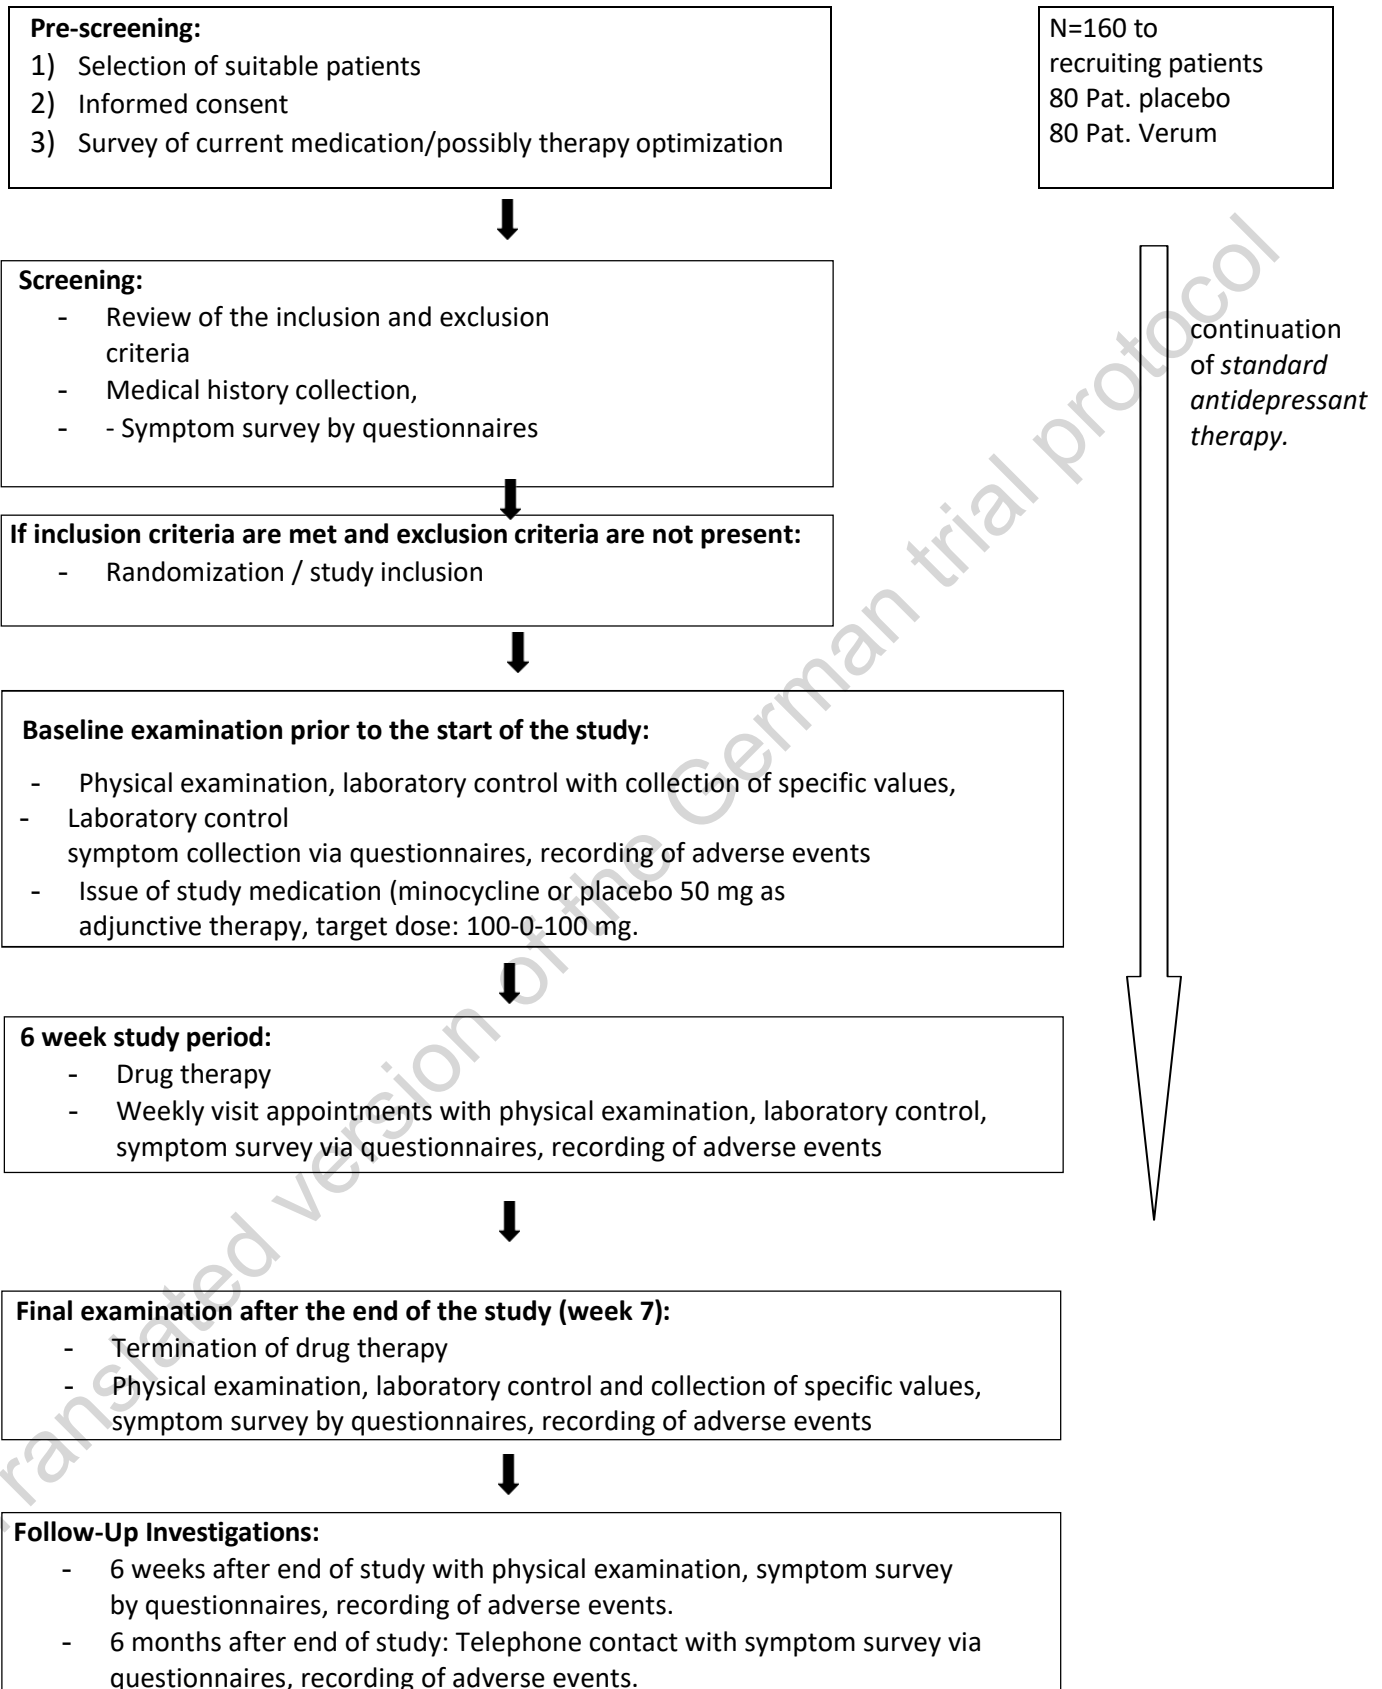 Pre-screening:
1) Selection of suitable patients
2) Informed consent
3) Survey of current medication/possibly therapy optimization
N=160 to
recruiting patients
80 Pat. placebo
80 Pat. Verum
Screening:
- Review of the inclusion and exclusion
criteria
- Medical history collection,
- - Symptom survey by questionnaires
continuation
of standard
antidepressant
therapy.
If inclusion criteria are met and exclusion criteria are not present:
- Randomization / study inclusion
Baseline examination prior to the start of the study:
- Physical examination, laboratory control with collection of specific values,
- Laboratory control
symptom collection via questionnaires, recording of adverse events
- Issue of study medication (minocycline or placebo 50 mg as
adjunctive therapy, target dose: 100-0-100 mg.
6 week study period:
- Drug therapy
- Weekly visit appointments with physical examination, laboratory control,
symptom survey via questionnaires, recording of adverse events
Final examination after the end of the study (week 7):
- Termination of drug therapy
- Physical examination, laboratory control and collection of specific values,
symptom survey by questionnaires, recording of adverse events
Follow-Up Investigations:
- 6 weeks after end of study with physical examination, symptom survey
by questionnaires, recording of adverse events.
- 6 months after end of study: Telephone contact with symptom survey via
questionnaires, recording of adverse events.
ranslated version of the German trial protocol